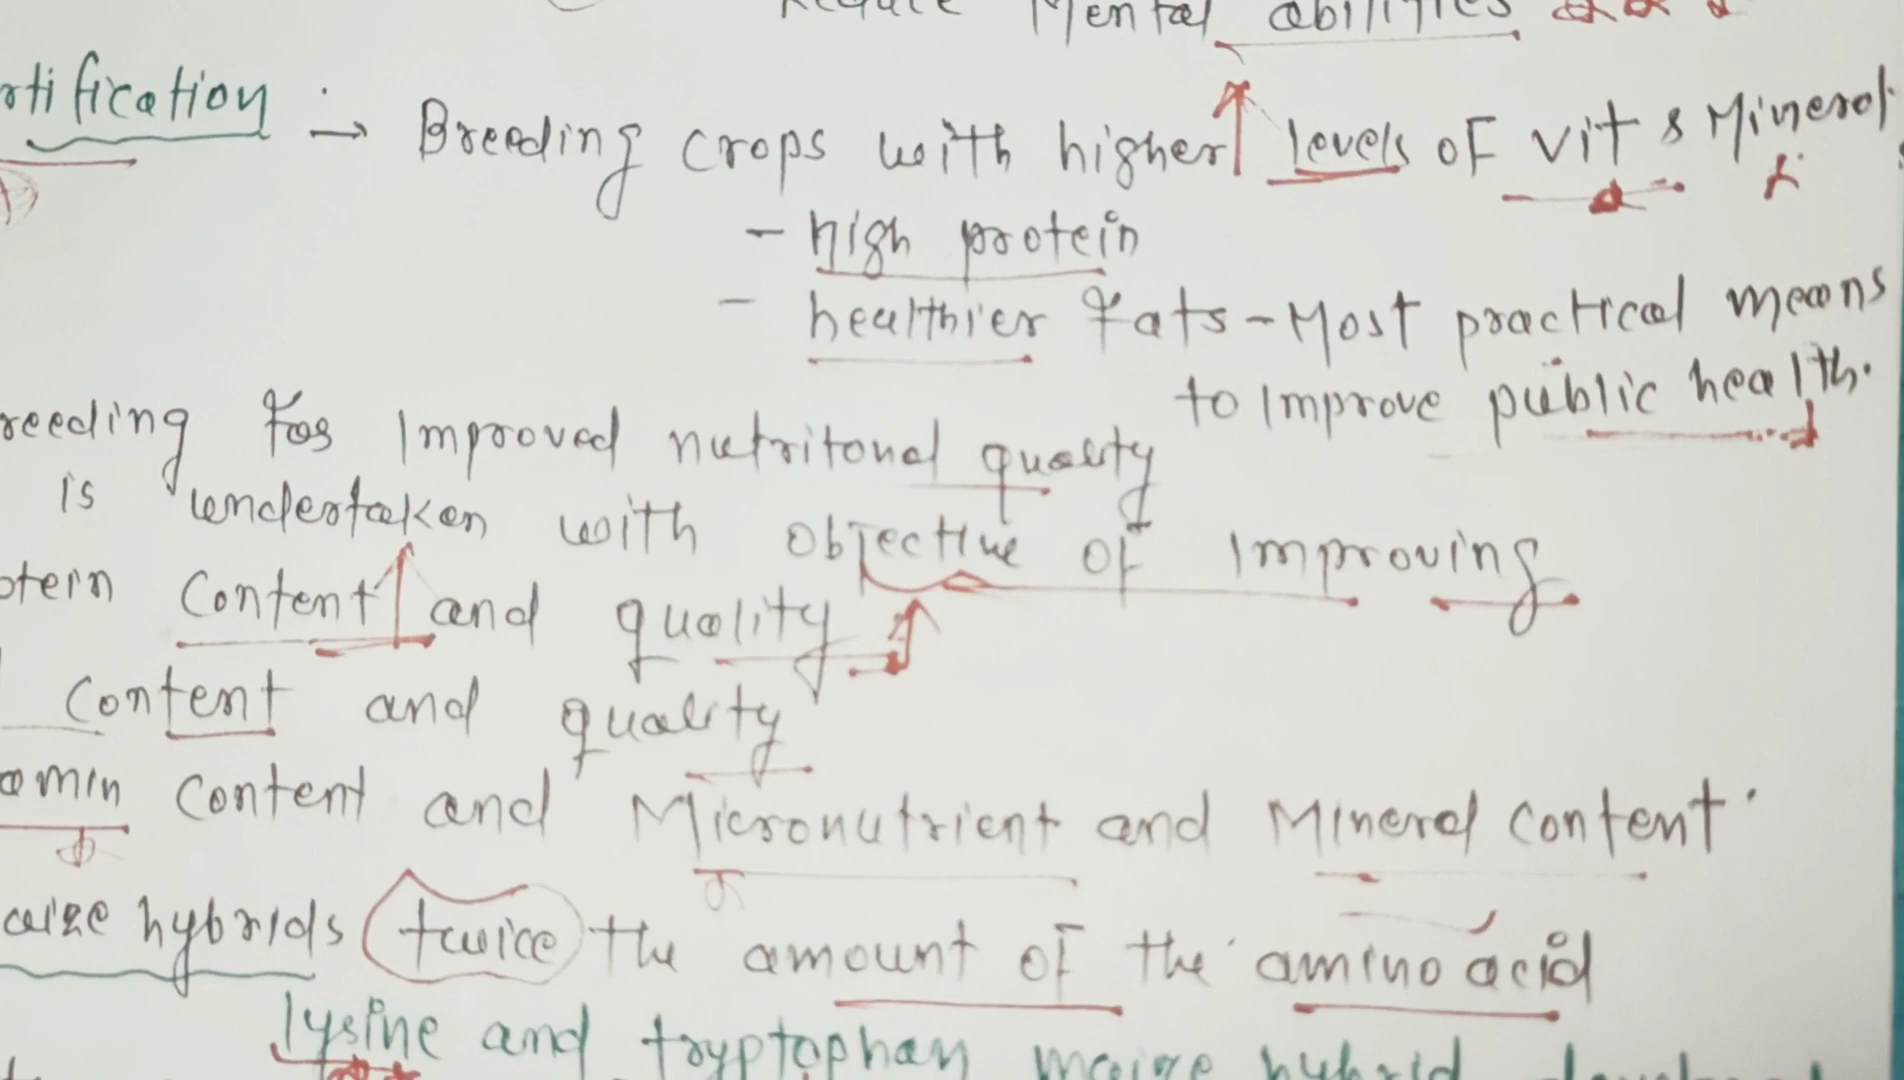 Mental abilities
rtification → Breeding crops with higher levels of vit & Mineral
- high protein
- healthier fats - Most practical means
to Improve public health.
reeding for Improved nutritonal quality
is undertaken with objective of Improving
otein Content and quality
Content and quality
amin content and Micronutrient and Mineral content.
aize hybrids twice the amount of the amino acid
lysine and tryptophan maize hybrid